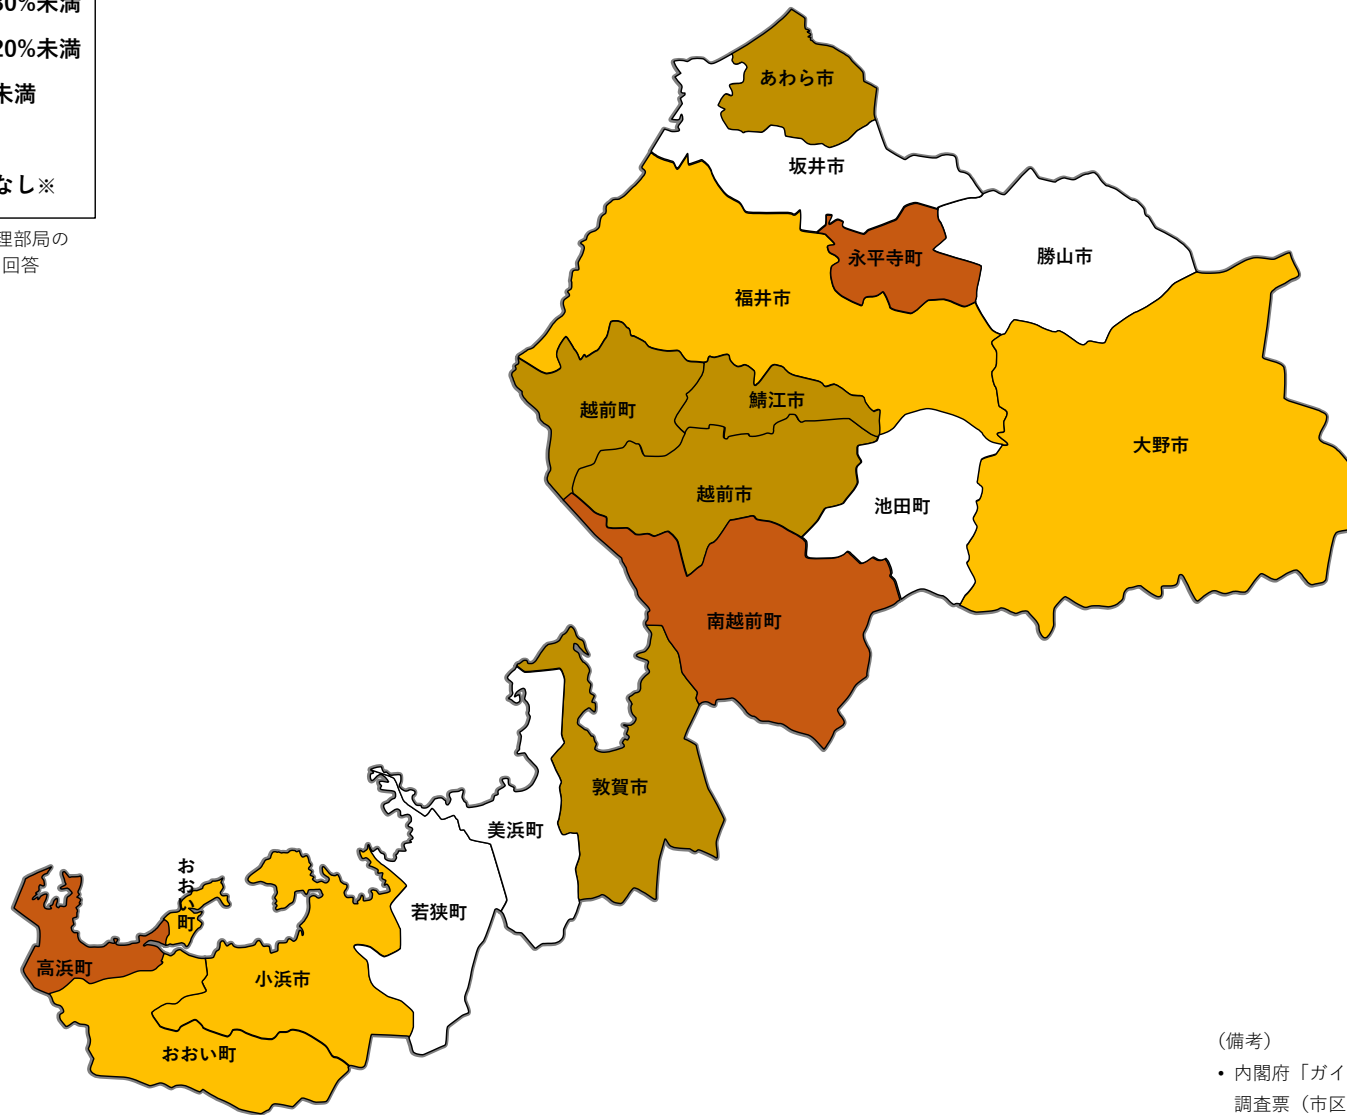 30%未満
20%未満
未満
なし※
理部局の
回答
あわら市
坂井市
永平寺町
勝山市
福井市
越前町
鯖江市
大野市
越前市
池田町
南越前町
敦賀市
美浜町
おおい町
若狭町
高浜町
小浜市
おおい町
（備考）
• 内閣府「ガイ
調査票（市区